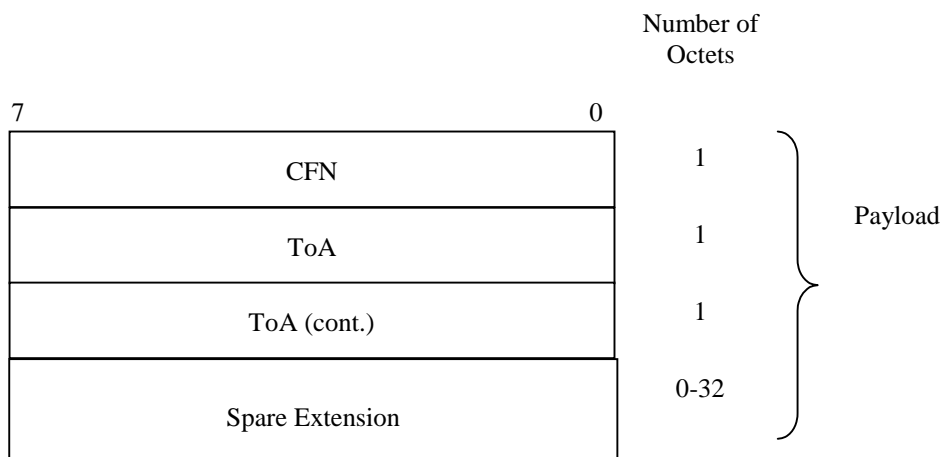 Number of
Octets
7 0
CFN 1
ToA 1
Payload
ToA (cont.) 1
Spare Extension 0-32